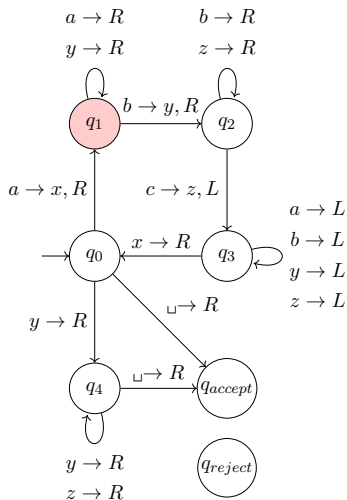 a → R
y → R
b → R
z → R
q1
b → y, R
q2
a → x, R
c → z, L
q0
x → R
q3
a → L
b → L
y → L
z → L
y → R
␣ → R
q4
␣ → R
qaccept
y → R
z → R
qreject